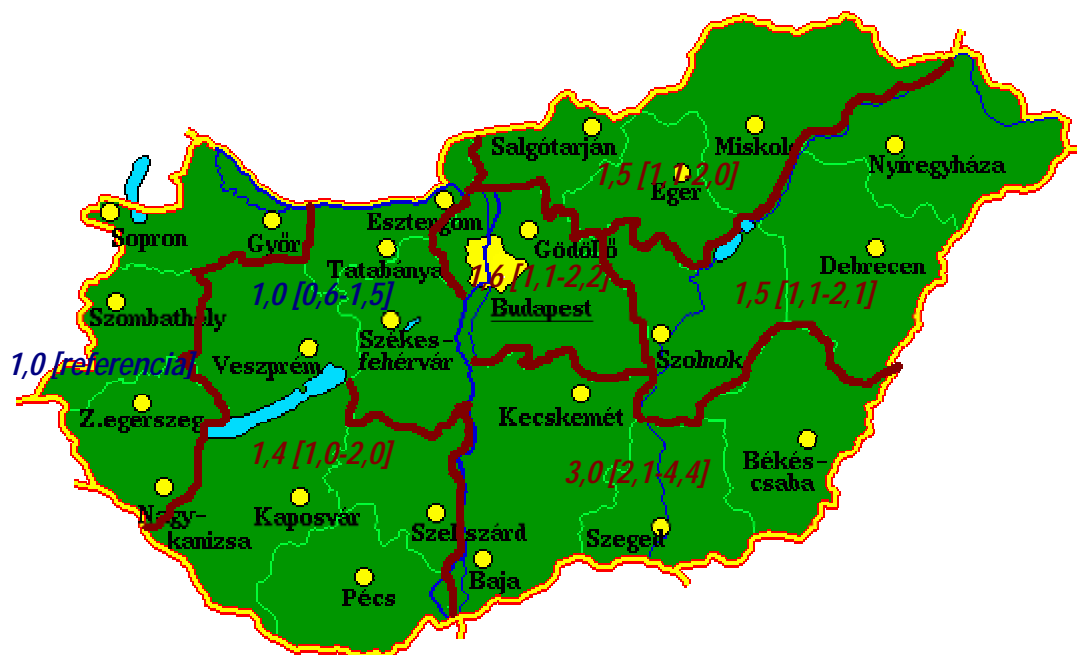 Salgótarján
Miskolc
Nyíregyháza
1,5 [1,1-2,0]
Eger
Esztergom
Sopron
Győr
Gödöllő
Tatabánya
Debrecen
1,0 [0,6-1,5]
1,6 [1,1-2,2]
1,5 [1,1-2,1]
Budapest
Szombathely
Székes-
fehérvár
Veszprém
Szolnok
1,0 [referencia]
Z.egerszeg
Kecskemét
1,4 [1,0-2,0]
3,0 [2,1-4,4]
Békés-
csaba
Nagy-
kanizsa
Kaposvár
Szekszárd
Szeged
Baja
Pécs